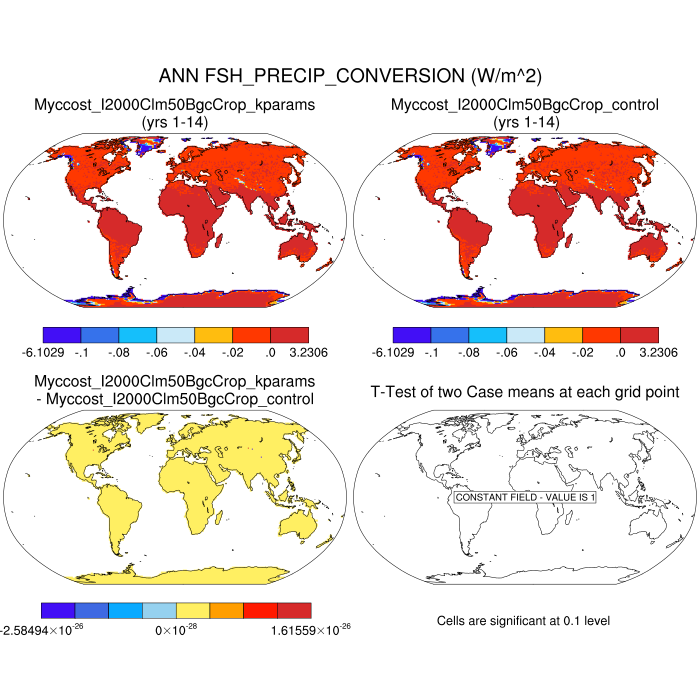 ANN FSH_PRECIP_CONVERSION (W/m^2)
Myccost_I2000Clm50BgcCrop_kparams
(yrs 1-14)
Myccost_I2000Clm50BgcCrop_control
(yrs 1-14)
-6.1029 -.1 -.08 -.06 -.04 -.02 .0 3.2306
-6.1029 -.1 -.08 -.06 -.04 -.02 .0 3.2306
Myccost_I2000Clm50BgcCrop_kparams
- Myccost_I2000Clm50BgcCrop_control
T-Test of two Case means at each grid point
CONSTANT FIELD - VALUE IS 1
-2.58494×10^-26 0×10^-28 1.61559×10^-26
Cells are significant at 0.1 level